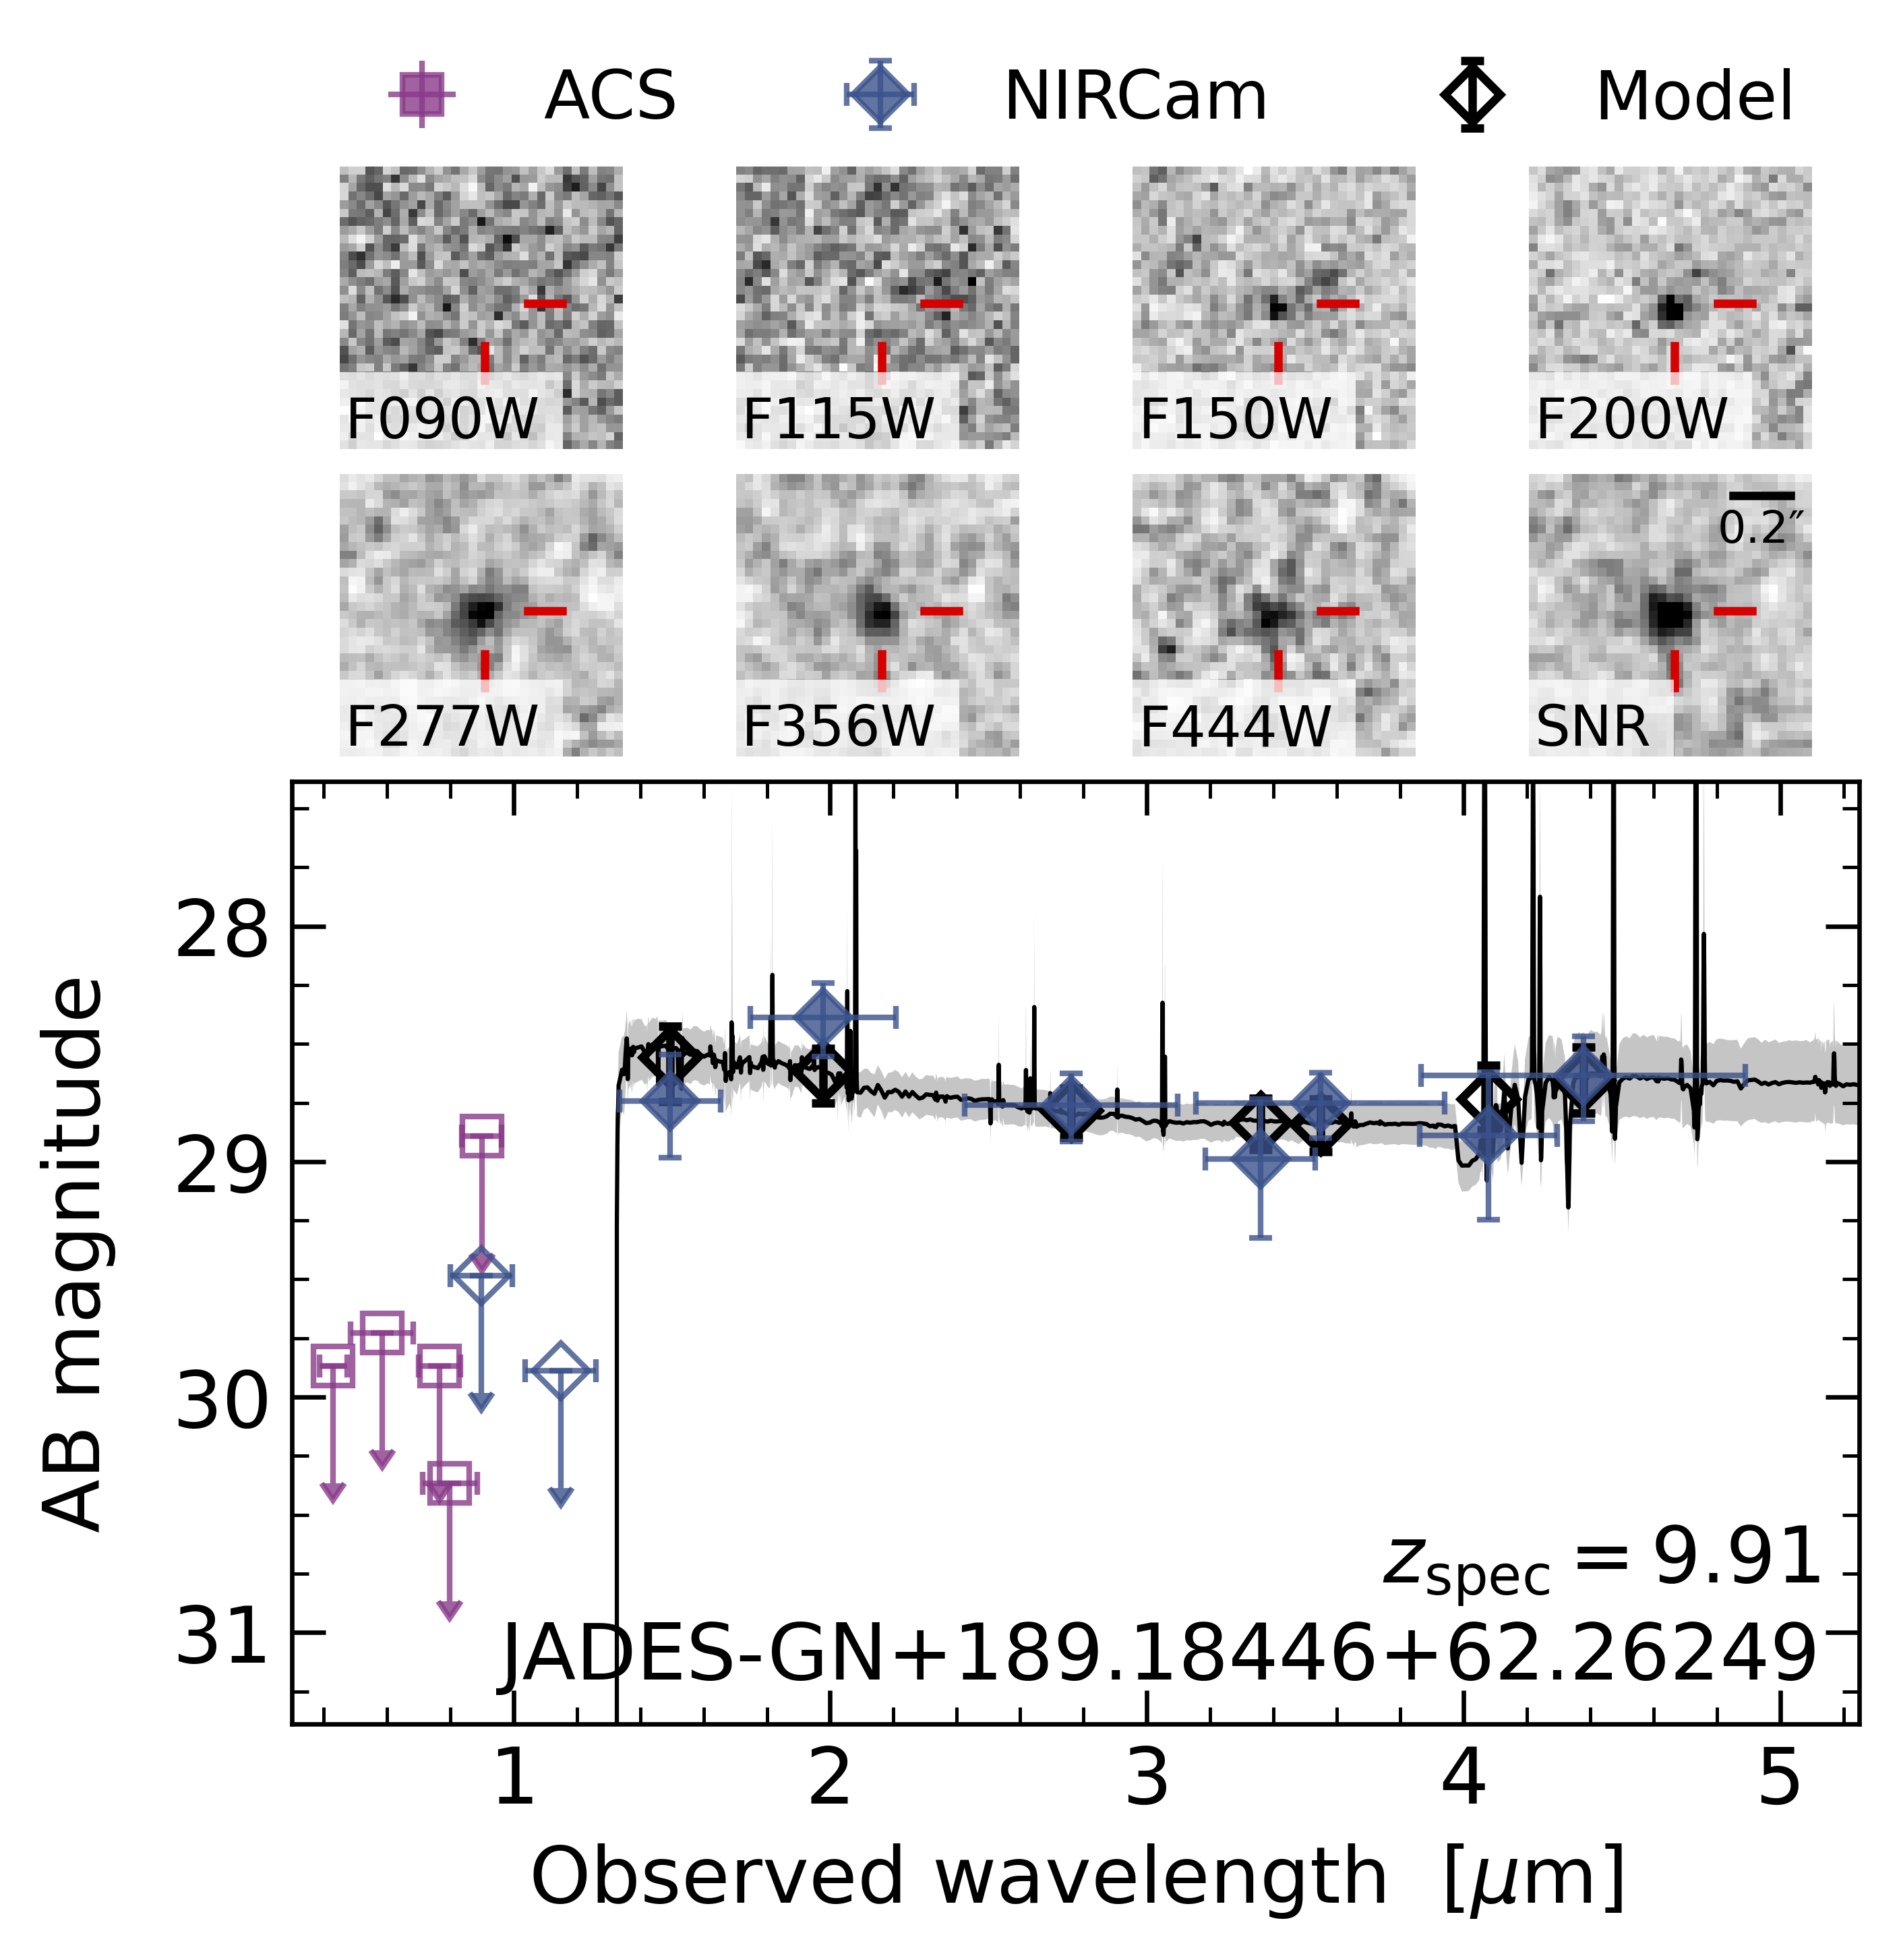 ACS NIRCam Model
F090W F115W F150W F200W
0.2″
F277W F356W F444W SNR
28
29
30
31
AB magnitude
z_spec = 9.91
JADES-GN+189.18446+62.26249
1 2 3 4 5
Observed wavelength [μm]